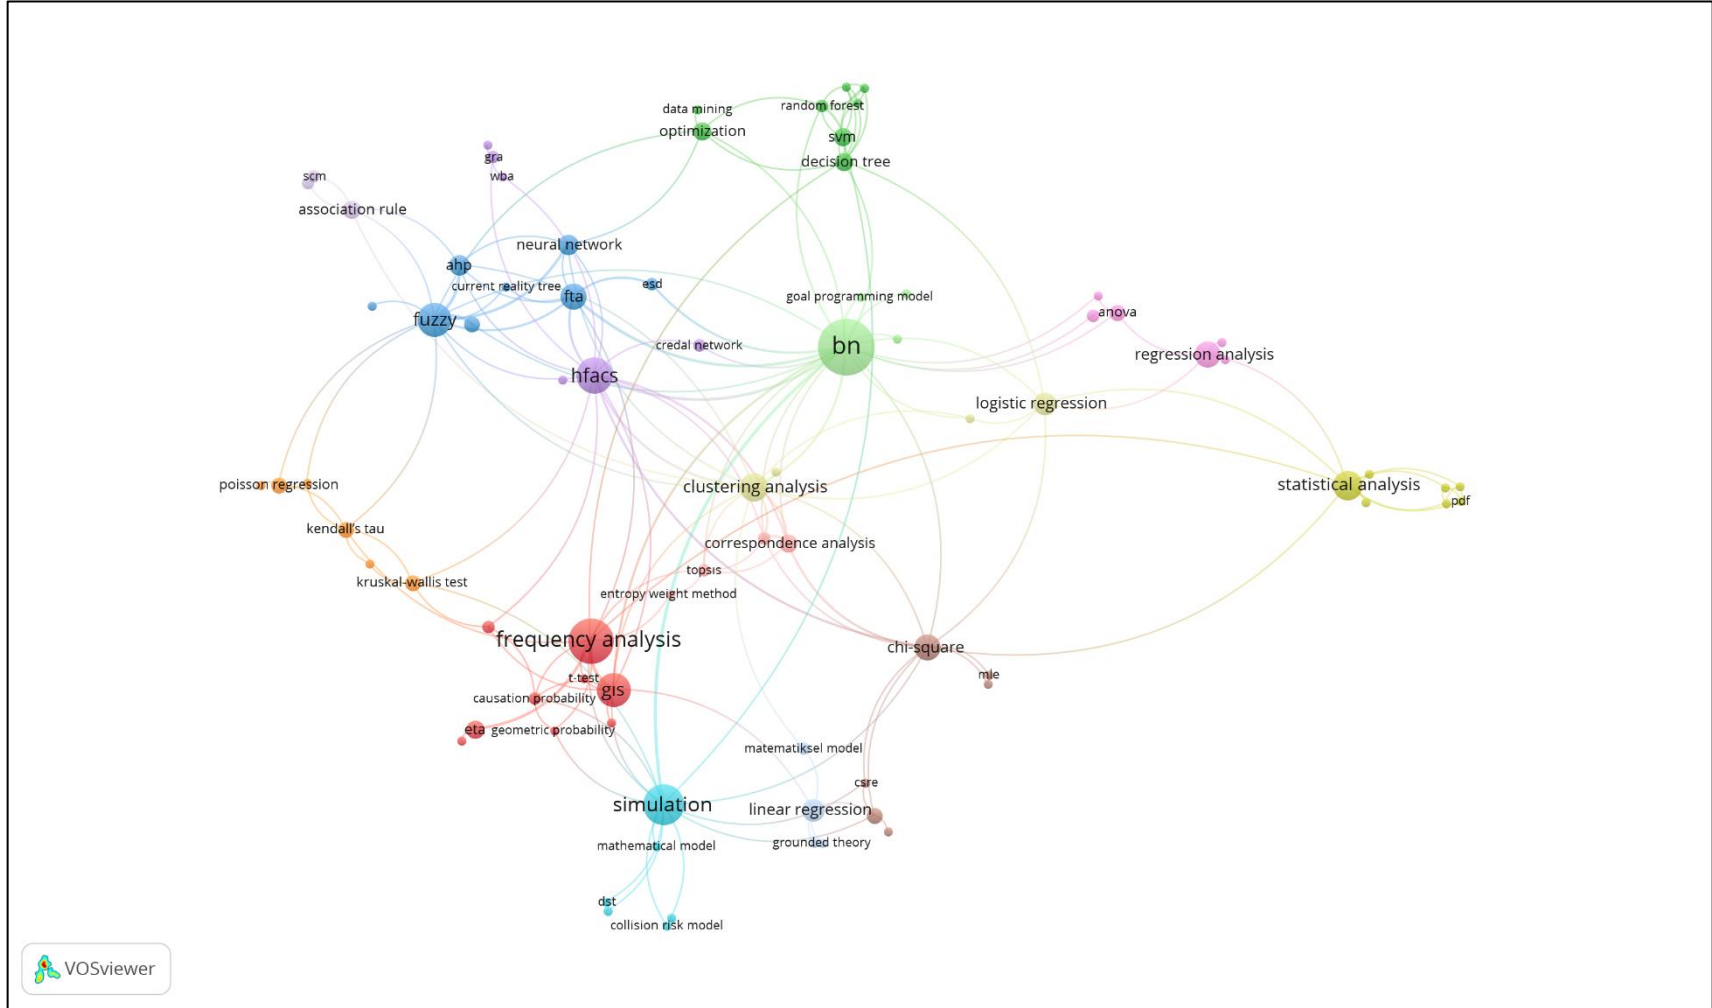 data mining
random forest
optimization
svm
gra
decision tree
scm
wba
association rule
neural network
ahp
current reality tree
esd
fta
goal programming model
fuzzy
anova
credal network
bn
regression analysis
hfacs
logistic regression
poisson regression
clustering analysis
statistical analysis
pdf
kendall's tau
correspondence analysis
topsis
kruskal-wallis test
entropy weight method
frequency analysis
chi-square
t-test
mle
gis
causation probability
eta
geometric probability
matematiksel model
csre
simulation
linear regression
mathematical model
grounded theory
dst
collision risk model
VOSviewer